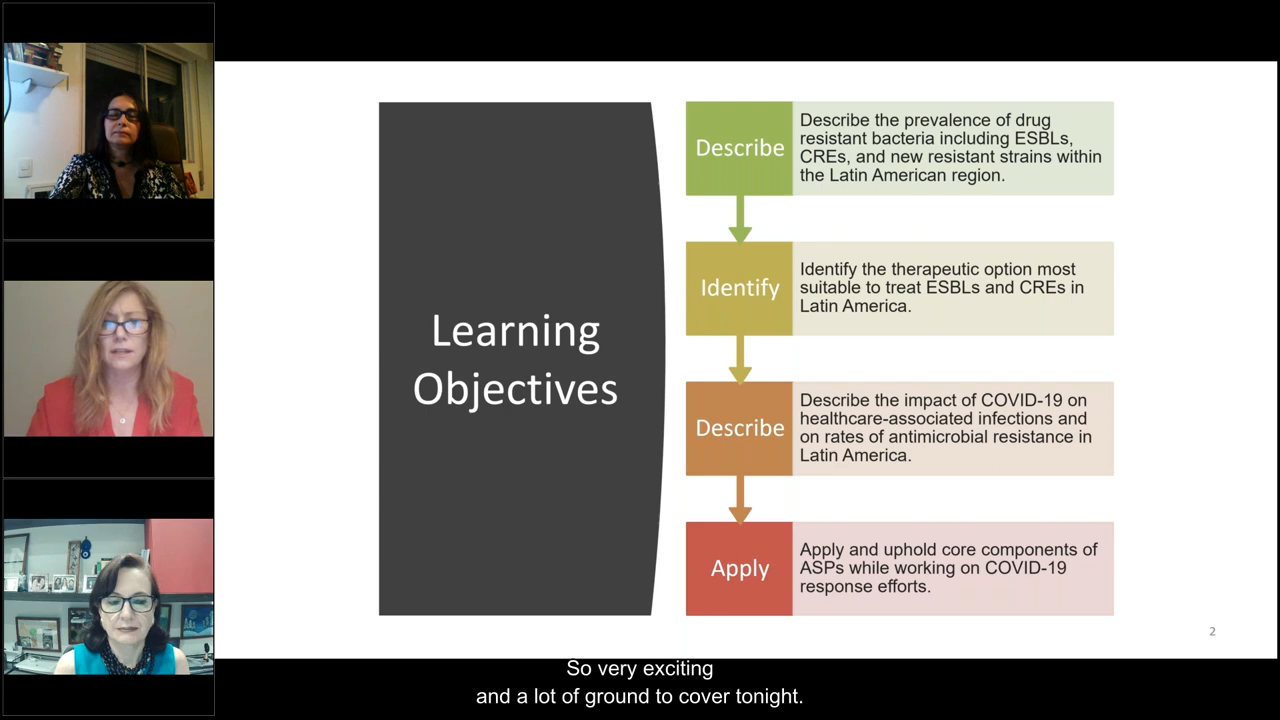 Learning
Objectives
Describe
Describe the prevalence of drug
resistant bacteria including ESBLs,
CREs, and new resistant strains within
the Latin American region.
Identify
Identify the therapeutic option most
suitable to treat ESBLs and CREs in
Latin America.
Describe
Describe the impact of COVID-19 on
healthcare-associated infections and
on rates of antimicrobial resistance in
Latin America.
Apply
Apply and uphold core components of
ASPs while working on COVID-19
response efforts.
2
So very exciting
and a lot of ground to cover tonight.